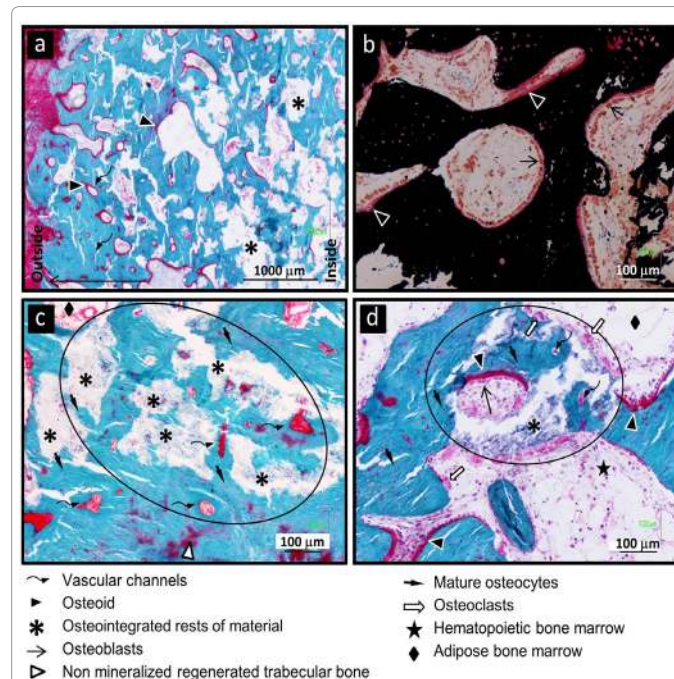 a
b
Outside
1000 µm
Inside
100 µm
c
d
100 µm
100 µm
Vascular channels
Osteoid
Osteointegrated rests of material
Osteoblasts
Non mineralized regenerated trabecular bone
Mature osteocytes
Osteoclasts
Hematopoietic bone marrow
Adipose bone marrow